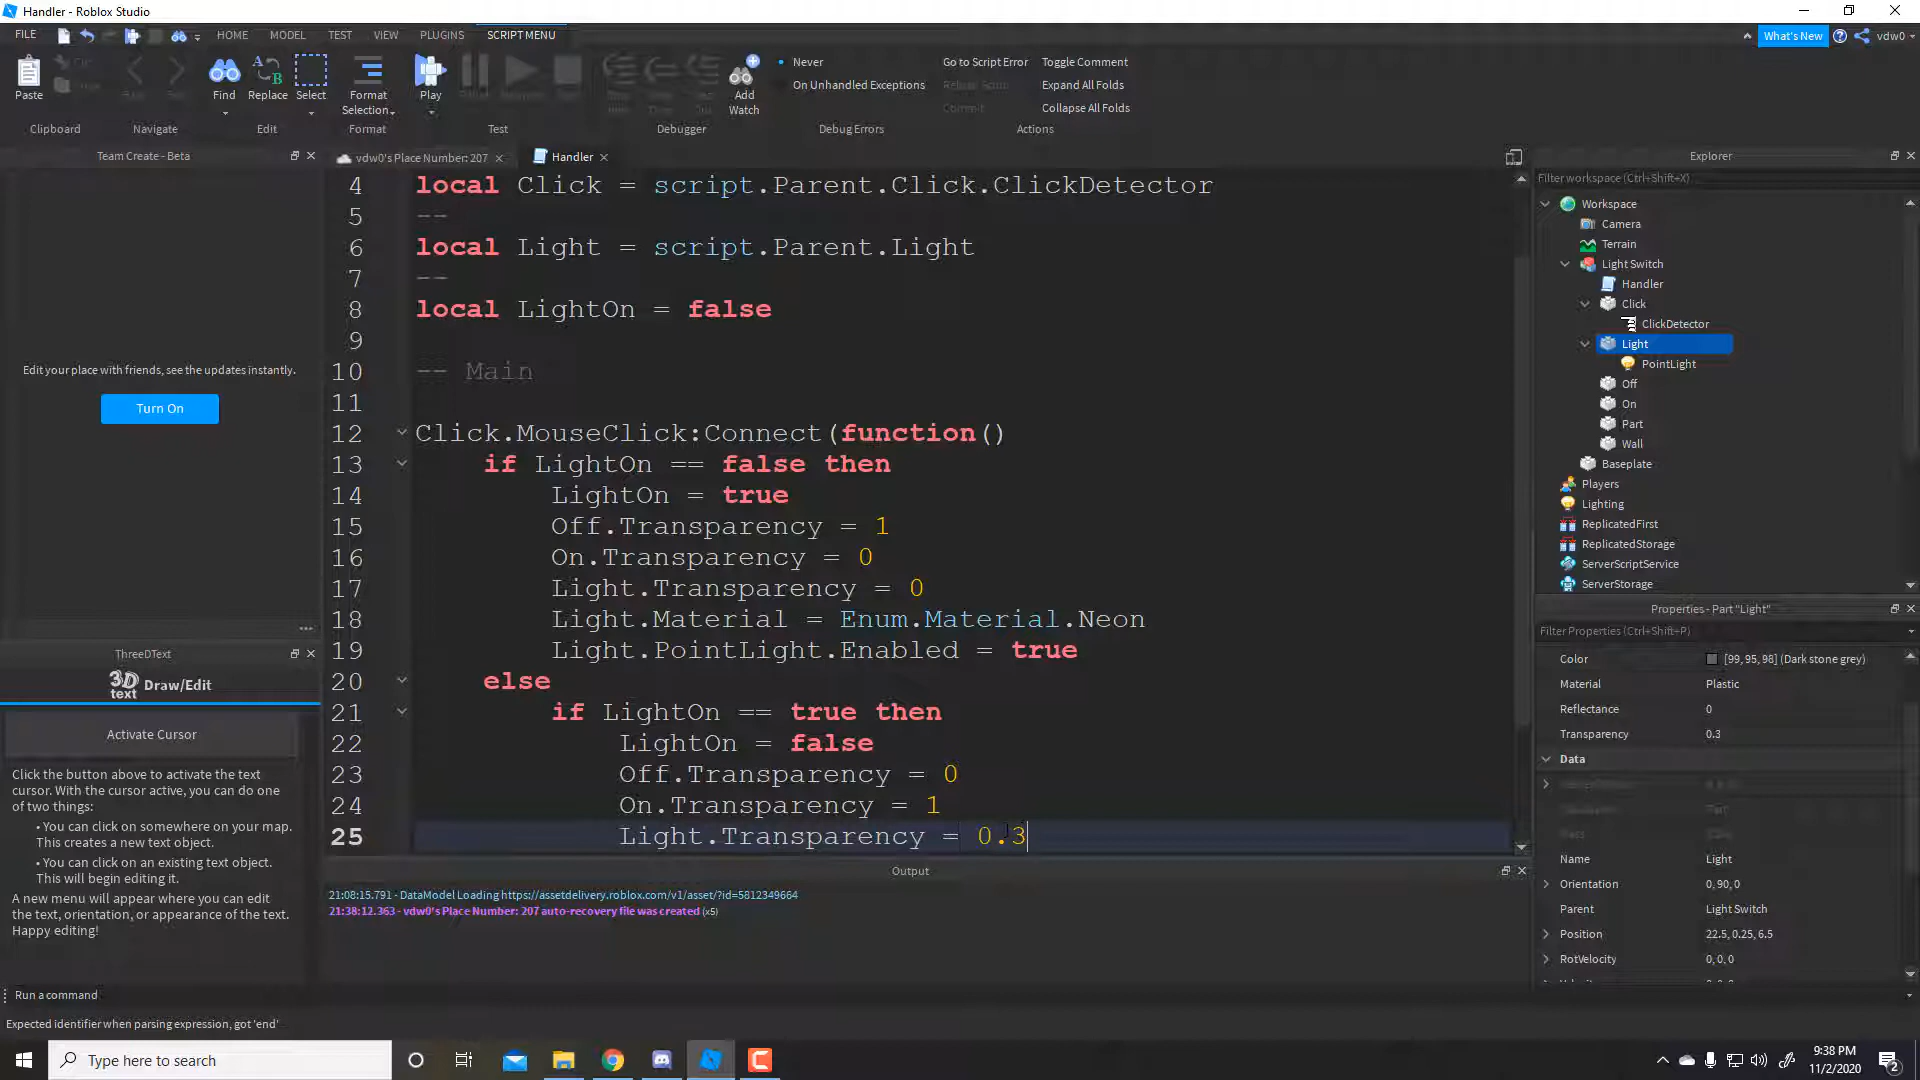 Handler - Roblox Studio
FILE HOME MODEL TEST VIEW PLUGINS SCRIPT MENU What's New vdw0
Paste Find Replace Select Format Selection Play Add Watch
Never Go to Script Error Toggle Comment
On Unhandled Exceptions Expand All Folds
Commit Collapse All Folds
Clipboard Navigate Edit Format Test Debugger Debug Errors Actions
Team Create - Beta
Edit your place with friends, see the updates instantly.
Turn On
ThreeDText
3D text Draw/Edit
Activate Cursor
Click the button above to activate the text
cursor. With the cursor active, you can do one
of two things:
• You can click on somewhere on your map.
This creates a new text object.
• You can click on an existing text object.
This will begin editing it.
A new menu will appear where you can edit
the text, orientation, or appearance of the text.
Happy editing!
vdw0's Place Number: 207 Handler
4 local Click = script.Parent.Click.ClickDetector
5 --
6 local Light = script.Parent.Light
7 --
8 local LightOn = false
9
10 -- Main
11
12 Click.MouseClick:Connect(function()
13 if LightOn == false then
14 LightOn = true
15 Off.Transparency = 1
16 On.Transparency = 0
17 Light.Transparency = 0
18 Light.Material = Enum.Material.Neon
19 Light.PointLight.Enabled = true
20 else
21 if LightOn == true then
22 LightOn = false
23 Off.Transparency = 0
24 On.Transparency = 1
25 Light.Transparency = 0.3
Output
21:08:15.791 - DataModel Loading https://assetdelivery.roblox.com/v1/asset/?id=5812349664
21:38:12.363 - vdw0's Place Number: 207 auto-recovery file was created (x5)
Explorer
Filter workspace (Ctrl+Shift+X)
Workspace
Camera
Terrain
Light Switch
Handler
Click
ClickDetector
Light
PointLight
Off
On
Part
Wall
Baseplate
Players
Lighting
ReplicatedFirst
ReplicatedStorage
ServerScriptService
ServerStorage
Properties - Part "Light"
Filter Properties (Ctrl+Shift+P)
Color [99, 95, 98] (Dark stone grey)
Material Plastic
Reflectance 0
Transparency 0.3
Data
Name Light
Orientation 0, 90, 0
Parent Light Switch
Position 22.5, 0.25, 6.5
RotVelocity 0, 0, 0
Run a command
Expected identifier when parsing expression, got 'end'
Type here to search
9:38 PM
11/2/2020
2